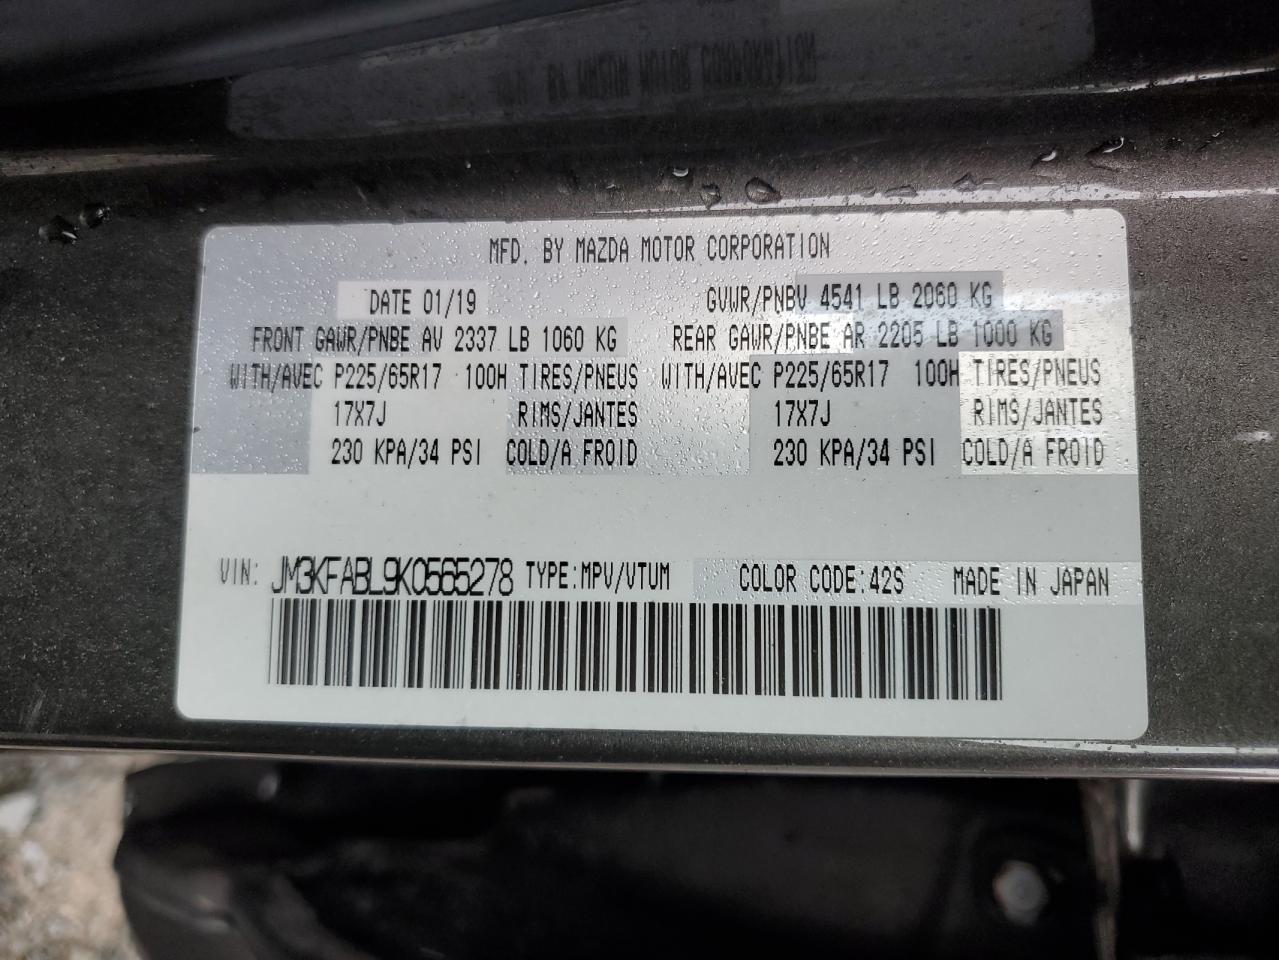 MFD. BY MAZDA MOTOR CORPORATION
DATE 01/19 GVWR/PNBV 4541 LB 2060 KG
FRONT GAWR/PNBE AV 2337 LB 1060 KG REAR GAWR/PNBE AR 2205 LB 1000 KG
WITH/AVEC P225/65R17 100H TIRES/PNEUS WITH/AVEC P225/65R17 100H TIRES/PNEUS
17X7J RIMS/JANTES 17X7J RIMS/JANTES
230 KPA/34 PSI COLD/A FROID 230 KPA/34 PSI COLD/A FROID
VIN: JM3KFABL9K0565278 TYPE:MPV/VTUM COLOR CODE:42S MADE IN JAPAN